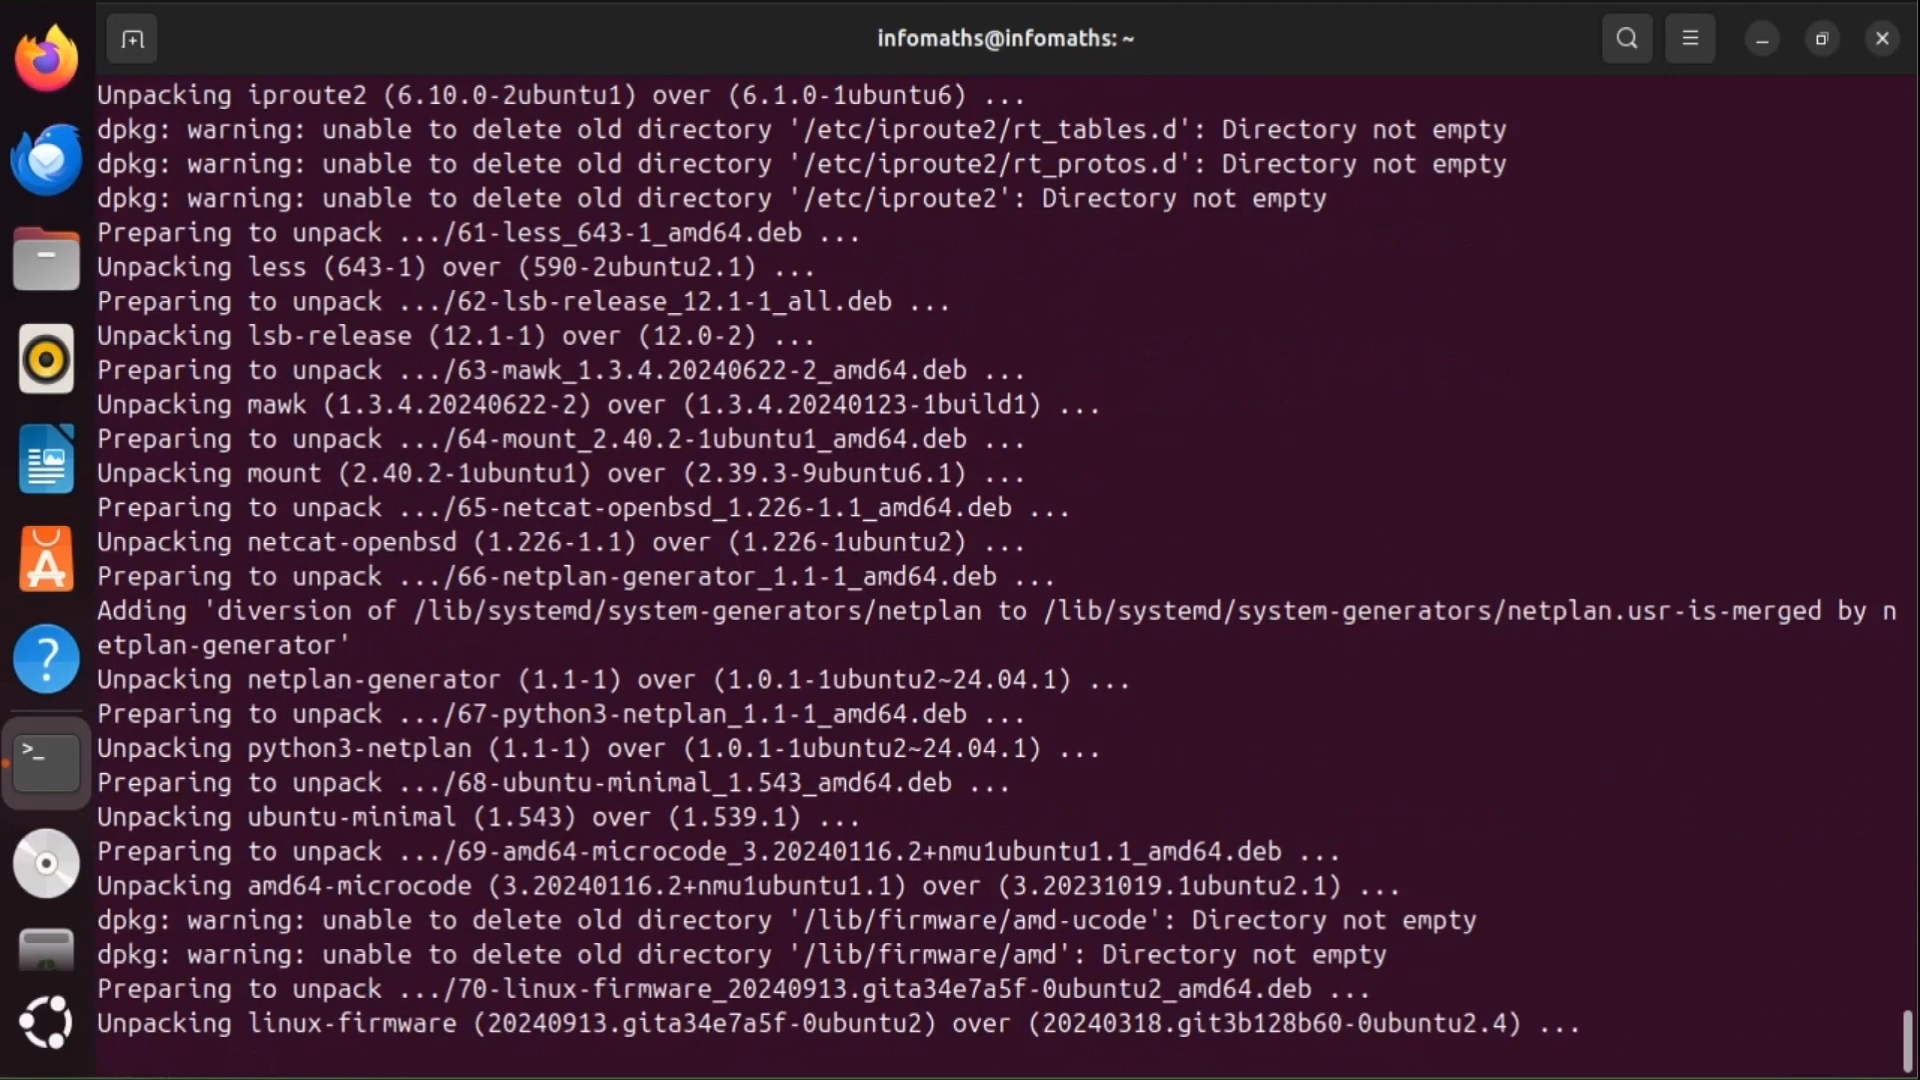 infomaths@infomaths: ~
Unpacking iproute2 (6.10.0-2ubuntu1) over (6.1.0-1ubuntu6) ...
dpkg: warning: unable to delete old directory '/etc/iproute2/rt_tables.d': Directory not empty
dpkg: warning: unable to delete old directory '/etc/iproute2/rt_protos.d': Directory not empty
dpkg: warning: unable to delete old directory '/etc/iproute2': Directory not empty
Preparing to unpack .../61-less_643-1_amd64.deb ...
Unpacking less (643-1) over (590-2ubuntu2.1) ...
Preparing to unpack .../62-lsb-release_12.1-1_all.deb ...
Unpacking lsb-release (12.1-1) over (12.0-2) ...
Preparing to unpack .../63-mawk_1.3.4.20240622-2_amd64.deb ...
Unpacking mawk (1.3.4.20240622-2) over (1.3.4.20240123-1build1) ...
Preparing to unpack .../64-mount_2.40.2-1ubuntu1_amd64.deb ...
Unpacking mount (2.40.2-1ubuntu1) over (2.39.3-9ubuntu6.1) ...
Preparing to unpack .../65-netcat-openbsd_1.226-1.1_amd64.deb ...
Unpacking netcat-openbsd (1.226-1.1) over (1.226-1ubuntu2) ...
Preparing to unpack .../66-netplan-generator_1.1-1_amd64.deb ...
Adding 'diversion of /lib/systemd/system-generators/netplan to /lib/systemd/system-generators/netplan.usr-is-merged by n
etplan-generator'
Unpacking netplan-generator (1.1-1) over (1.0.1-1ubuntu2~24.04.1) ...
Preparing to unpack .../67-python3-netplan_1.1-1_amd64.deb ...
Unpacking python3-netplan (1.1-1) over (1.0.1-1ubuntu2~24.04.1) ...
Preparing to unpack .../68-ubuntu-minimal_1.543_amd64.deb ...
Unpacking ubuntu-minimal (1.543) over (1.539.1) ...
Preparing to unpack .../69-amd64-microcode_3.20240116.2+nmu1ubuntu1.1_amd64.deb ...
Unpacking amd64-microcode (3.20240116.2+nmu1ubuntu1.1) over (3.20231019.1ubuntu2.1) ...
dpkg: warning: unable to delete old directory '/lib/firmware/amd-ucode': Directory not empty
dpkg: warning: unable to delete old directory '/lib/firmware/amd': Directory not empty
Preparing to unpack .../70-linux-firmware_20240913.gita34e7a5f-0ubuntu2_amd64.deb ...
Unpacking linux-firmware (20240913.gita34e7a5f-0ubuntu2) over (20240318.git3b128b60-0ubuntu2.4) ...